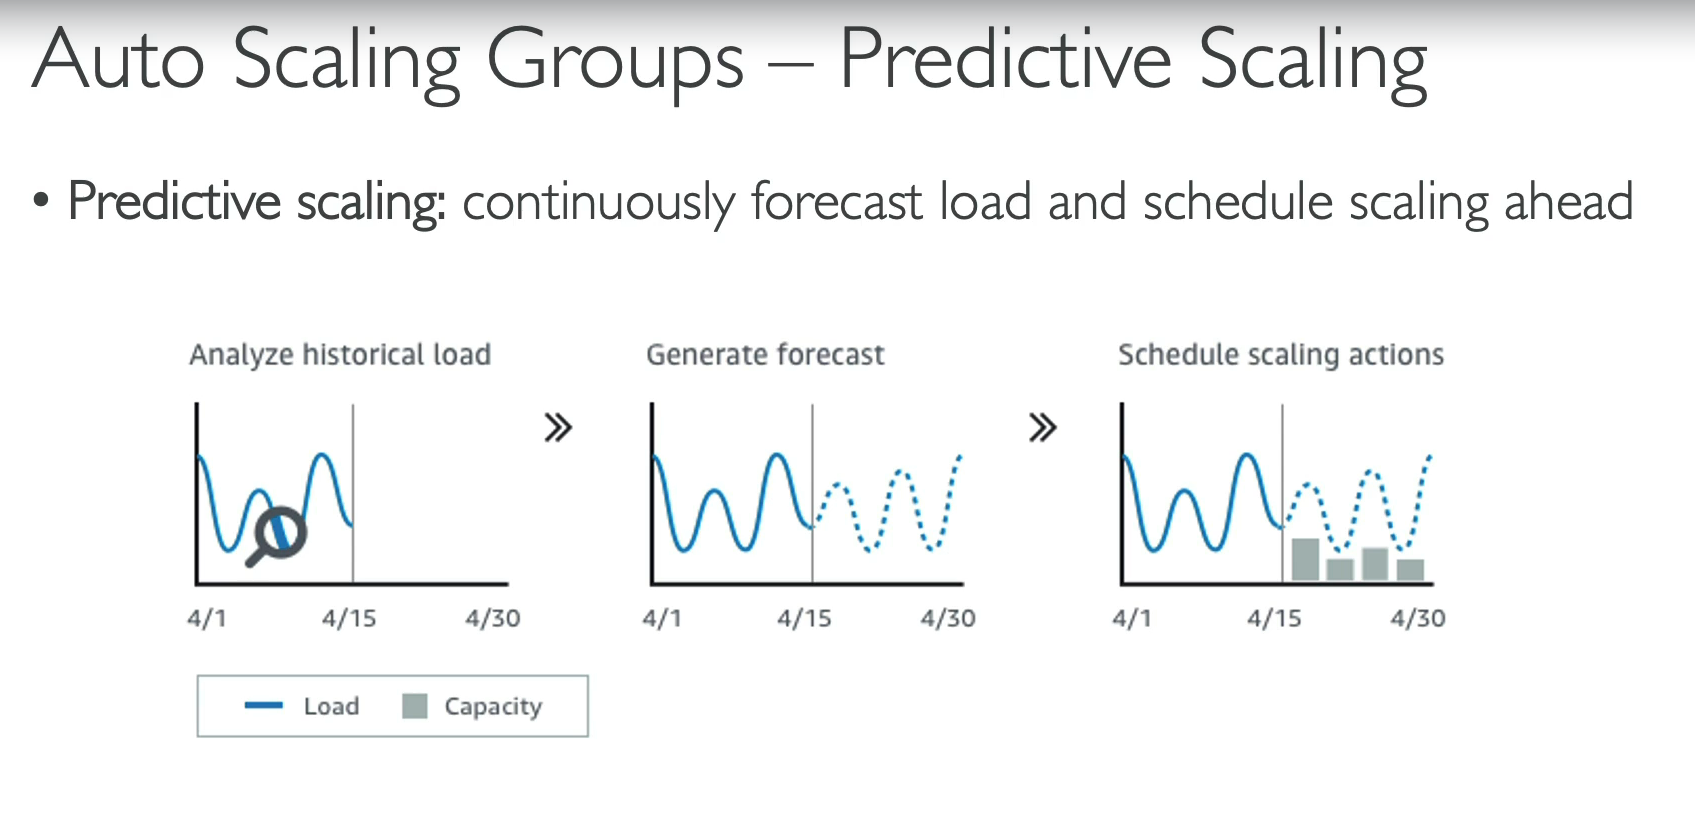 Auto Scaling Groups – Predictive Scaling
• Predictive scaling: continuously forecast load and schedule scaling ahead
Analyze historical load
Generate forecast
Schedule scaling actions
4/1 4/15 4/30
4/1 4/15 4/30
4/1 4/15 4/30
Load Capacity